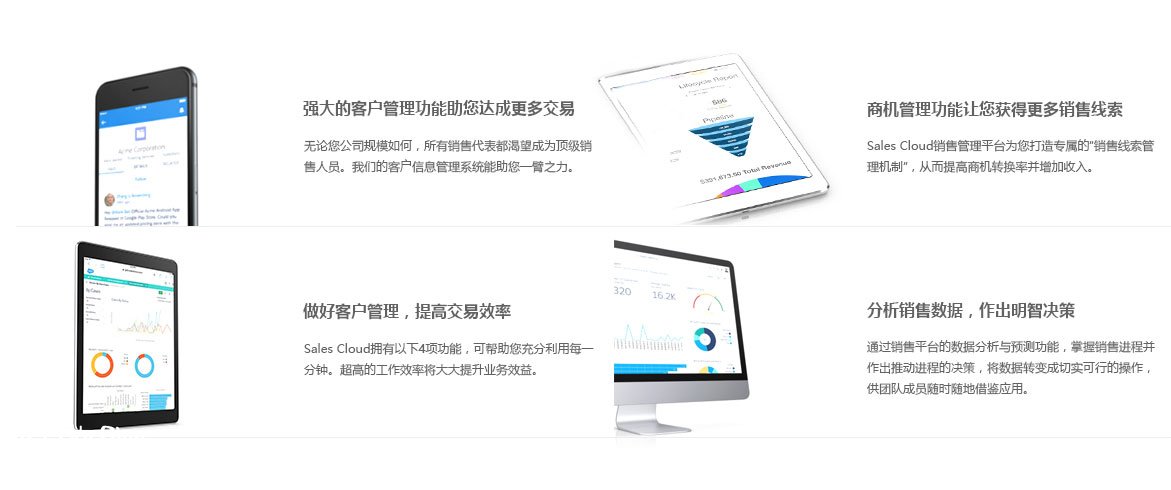 强大的客户管理功能助您达成更多交易
无论您公司规模如何，所有销售代表都渴望成为顶级销
售人员。我们的客户信息管理系统能助您一臂之力。
Acme Corporation
Lifecycle Report
$86
Pipeline
$391,673.50 Total Revenue
商机管理功能让您获得更多销售线索
Sales Cloud销售管理平台为您打造专属的“销售线索管
理机制”，从而提高商机转换率并增加收入。
做好客户管理，提高交易效率
Sales Cloud拥有以下4项功能，可帮助您充分利用每一
分钟。超高的工作效率将大大提升业务效益。
320
16.2K
分析销售数据，作出明智决策
通过销售平台的数据分析与预测功能，掌握销售进程并
作出推动进程的决策，将数据转变成切实可行的操作，
供团队成员随时随地借鉴应用。